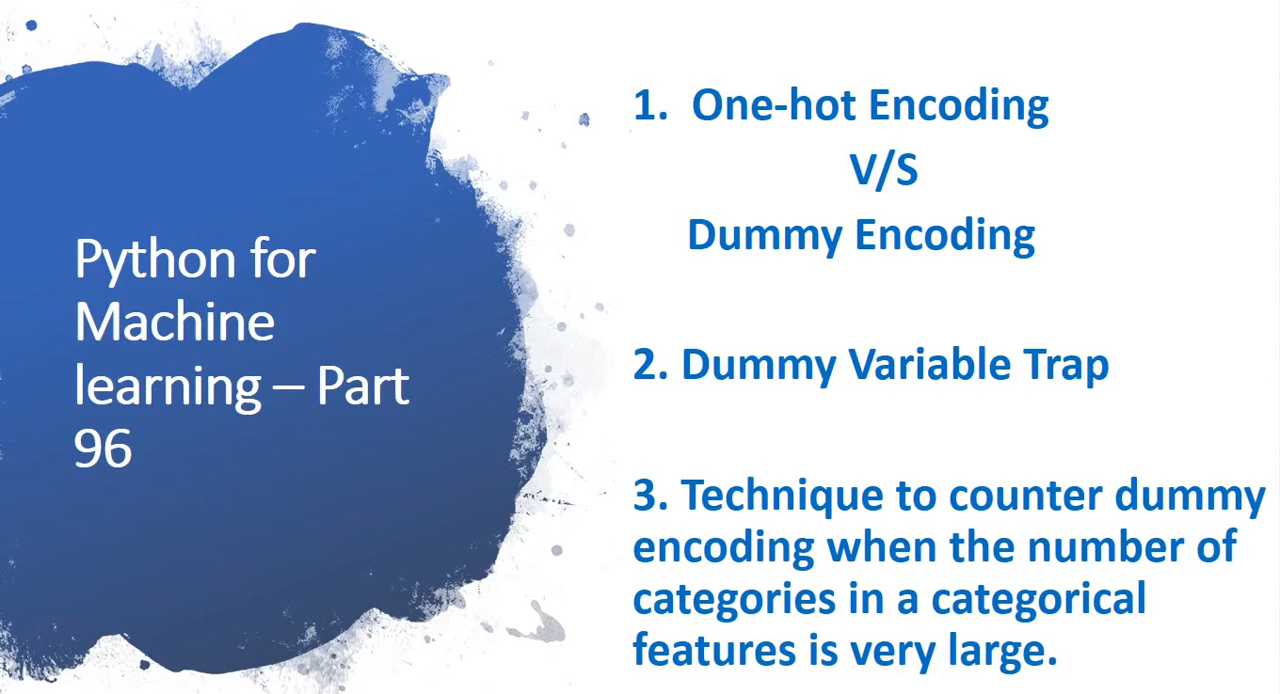 Python for
Machine
learning – Part
96
1. One-hot Encoding
V/S
Dummy Encoding
2. Dummy Variable Trap
3. Technique to counter dummy
encoding when the number of
categories in a categorical
features is very large.